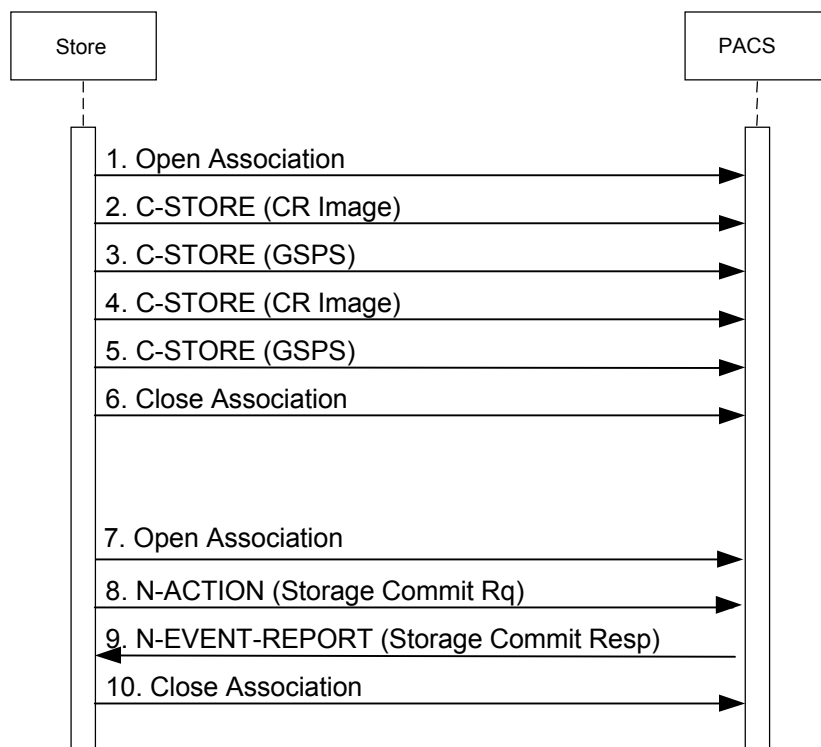 Store
PACS
1. Open Association
2. C-STORE (CR Image)
3. C-STORE (GSPS)
4. C-STORE (CR Image)
5. C-STORE (GSPS)
6. Close Association
7. Open Association
8. N-ACTION (Storage Commit Rq)
9. N-EVENT-REPORT (Storage Commit Resp)
10. Close Association